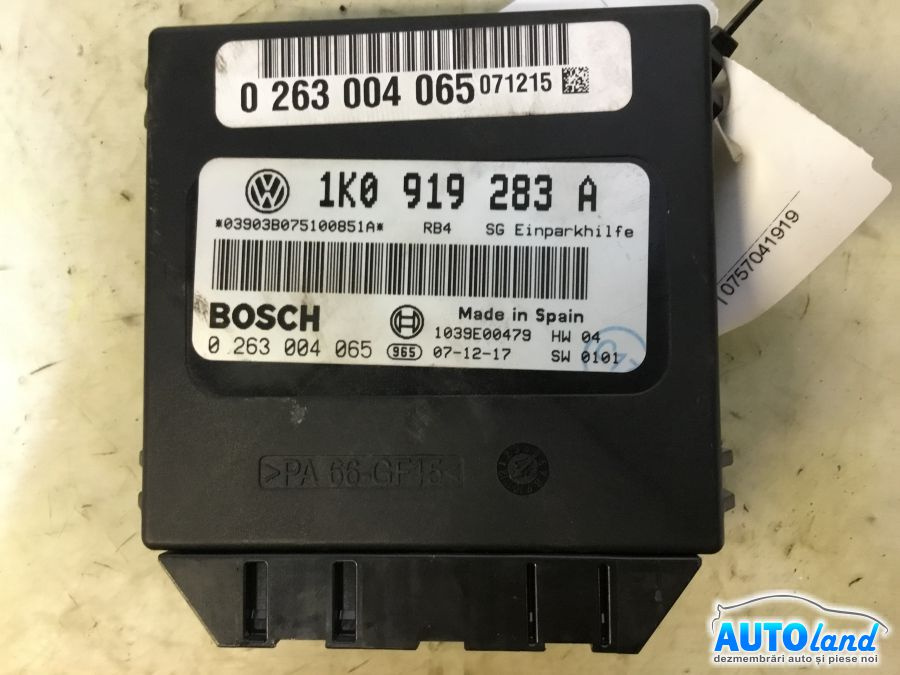 0 263 004 065 071215
1K0 919 283 A
*03903B075100851A* RB4 SG Einparkhilfe
BOSCH
Made in Spain
1039E00479 HW 04
0 263 004 065 965 07-12-17 SW 0101
>PA 66-GF15<
0757041919
AUTOland
dezmembrări auto și piese noi